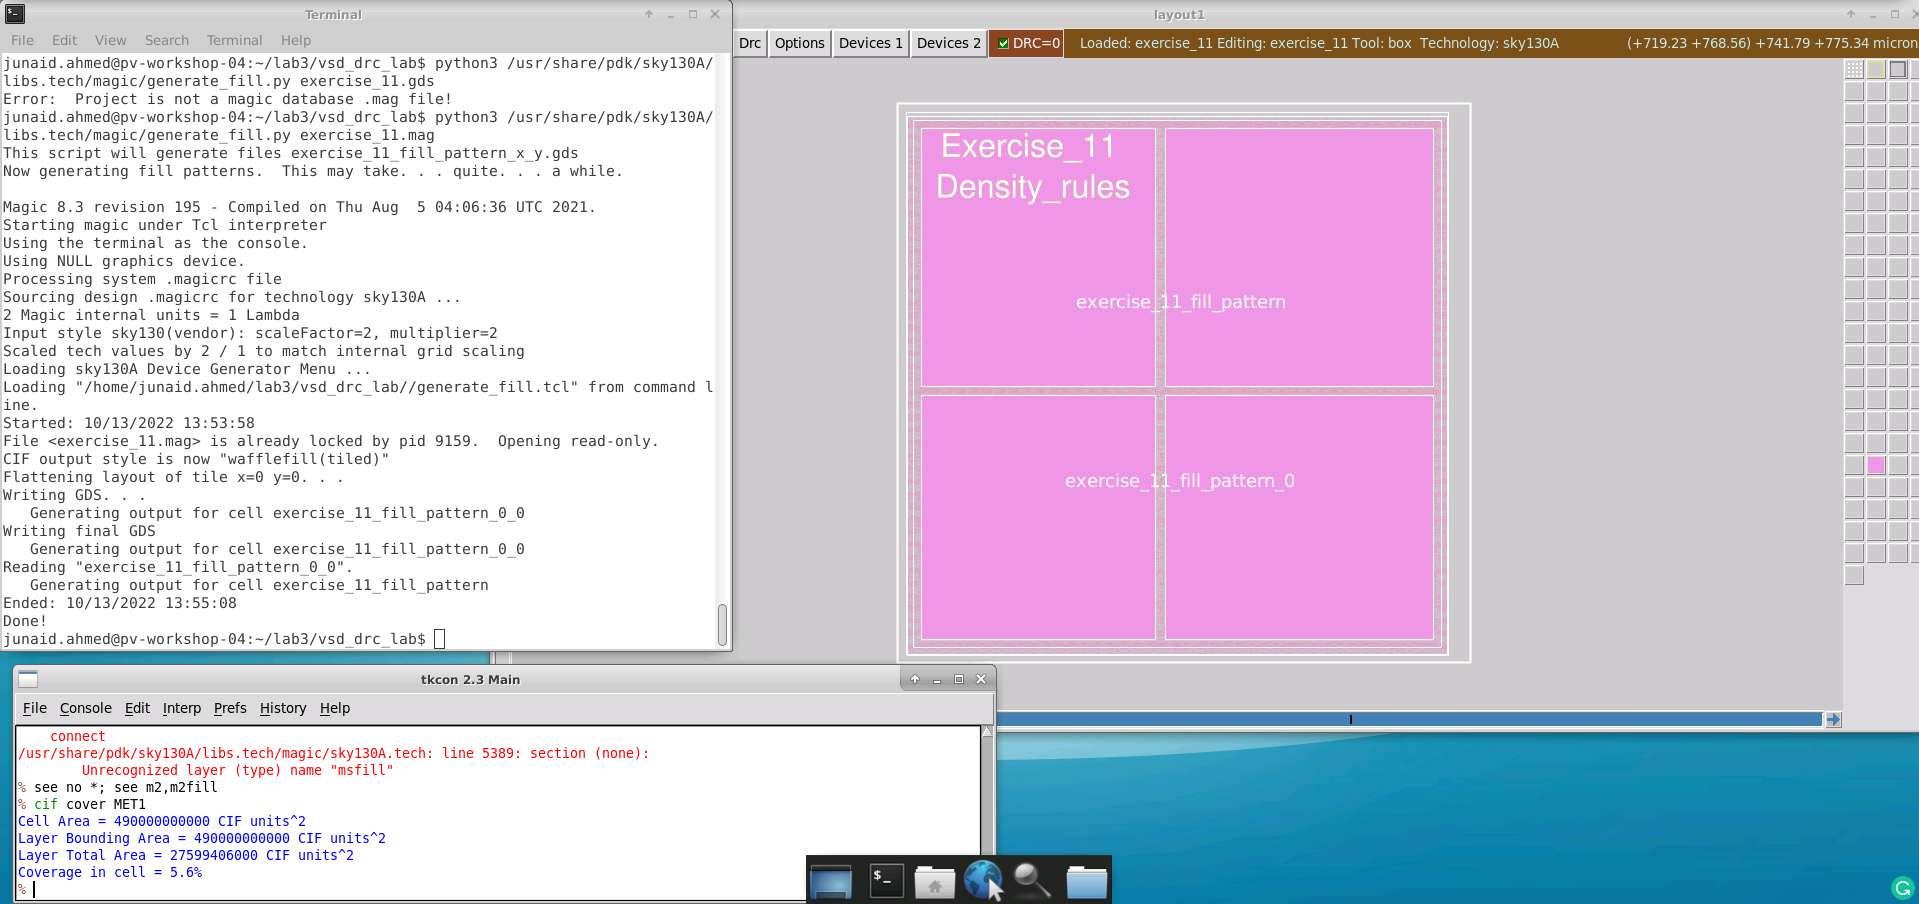 Terminal
File Edit View Search Terminal Help
junaid.ahmed@pv-workshop-04:~/lab3/vsd_drc_lab$ python3 /usr/share/pdk/sky130A/
libs.tech/magic/generate_fill.py exercise_11.gds
Error:  Project is not a magic database .mag file!
junaid.ahmed@pv-workshop-04:~/lab3/vsd_drc_lab$ python3 /usr/share/pdk/sky130A/
libs.tech/magic/generate_fill.py exercise_11.mag
This script will generate files exercise_11_fill_pattern_x_y.gds
Now generating fill patterns.  This may take. . . quite. . . a while.
Magic 8.3 revision 195 - Compiled on Thu Aug  5 04:06:36 UTC 2021.
Starting magic under Tcl interpreter
Using the terminal as the console.
Using NULL graphics device.
Processing system .magicrc file
Sourcing design .magicrc for technology sky130A ...
2 Magic internal units = 1 Lambda
Input style sky130(vendor): scaleFactor=2, multiplier=2
Scaled tech values by 2 / 1 to match internal grid scaling
Loading sky130A Device Generator Menu ...
Loading "/home/junaid.ahmed/lab3/vsd_drc_lab//generate_fill.tcl" from command l
ine.
Started: 10/13/2022 13:53:58
File <exercise_11.mag> is already locked by pid 9159.  Opening read-only.
CIF output style is now "wafflefill(tiled)"
Flattening layout of tile x=0 y=0. . .
Writing GDS. . .
   Generating output for cell exercise_11_fill_pattern_0_0
Writing final GDS
   Generating output for cell exercise_11_fill_pattern_0_0
Reading "exercise_11_fill_pattern_0_0".
   Generating output for cell exercise_11_fill_pattern
Ended: 10/13/2022 13:55:08
Done!
junaid.ahmed@pv-workshop-04:~/lab3/vsd_drc_lab$
layout1
Drc Options Devices 1 Devices 2 DRC=0 Loaded: exercise_11 Editing: exercise_11 Tool: box  Technology: sky130A (+719.23 +768.56) +741.79 +775.34 micron
Exercise_11
Density_rules
exercise_11_fill_pattern
exercise_11_fill_pattern_0
tkcon 2.3 Main
File Console Edit Interp Prefs History Help
connect
/usr/share/pdk/sky130A/libs.tech/magic/sky130A.tech: line 5389: section (none):
Unrecognized layer (type) name "msfill"
% see no *; see m2,m2fill
% cif cover MET1
Cell Area = 490000000000 CIF units^2
Layer Bounding Area = 490000000000 CIF units^2
Layer Total Area = 27599406000 CIF units^2
Coverage in cell = 5.6%
%
$_